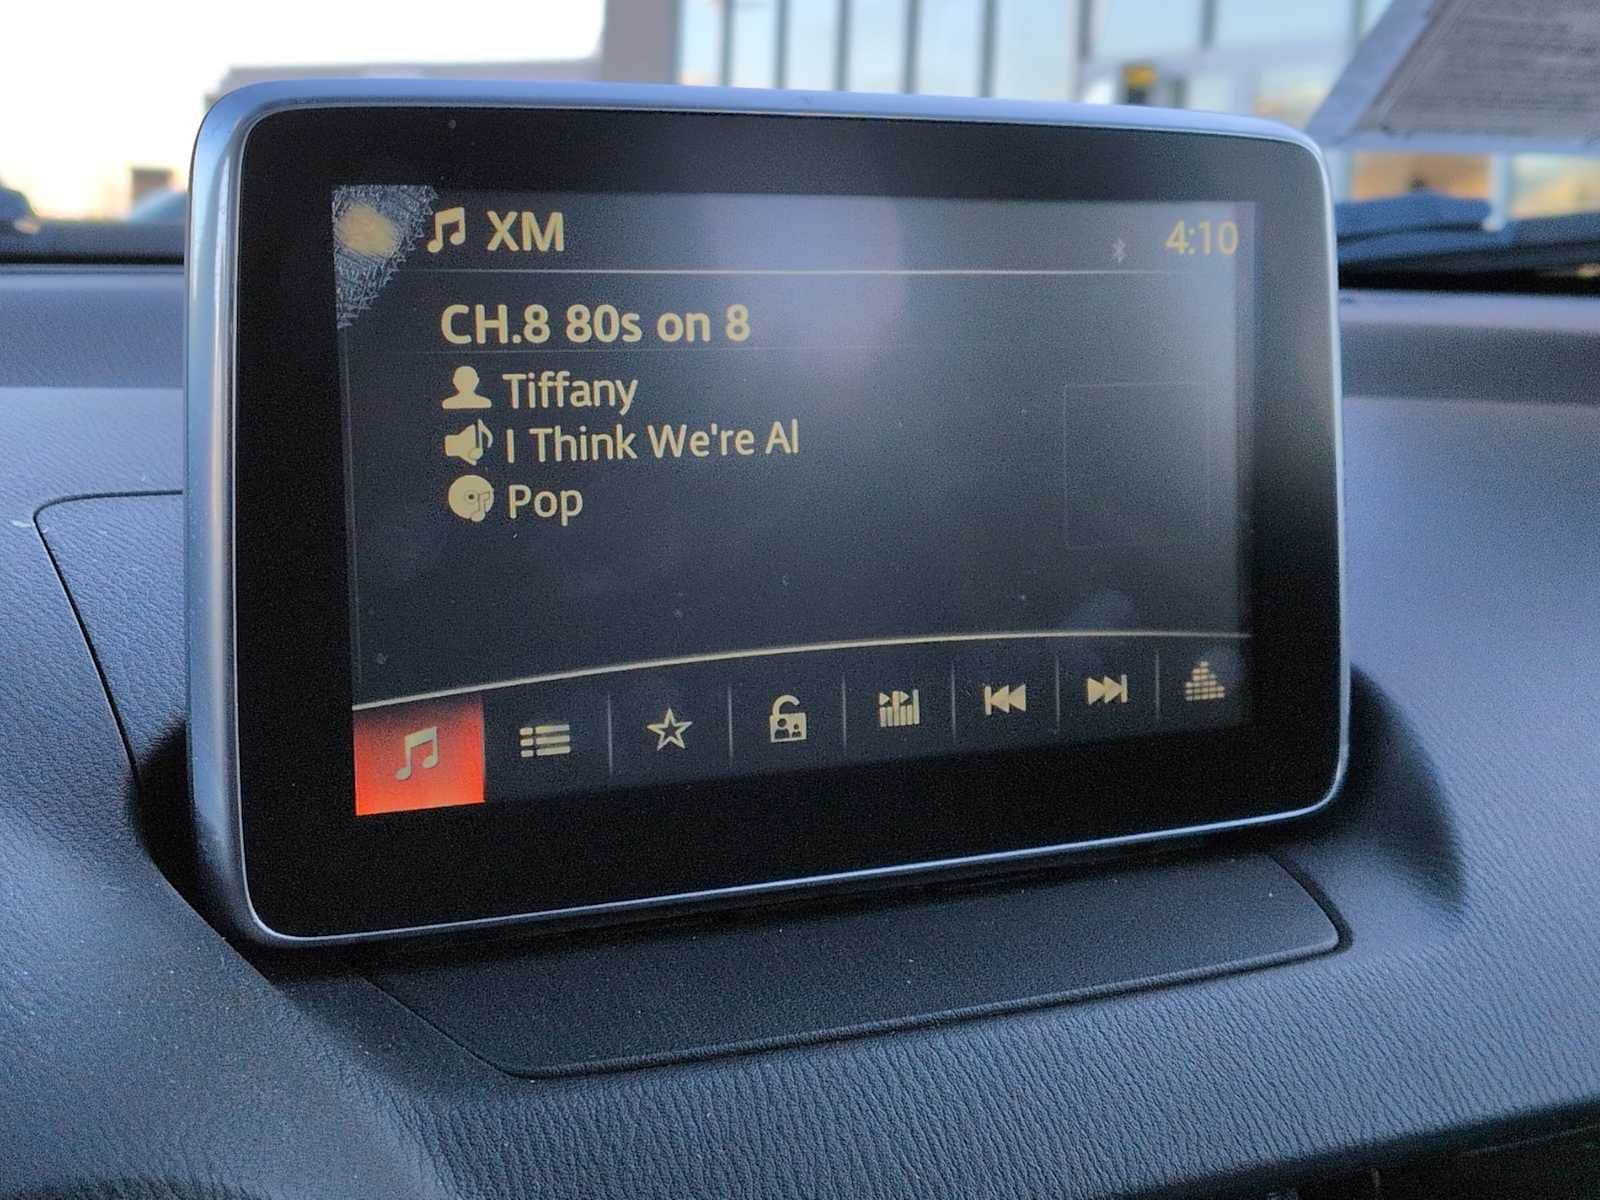 XM
4:10
CH.8 80s on 8
Tiffany
I Think We're Al
Pop